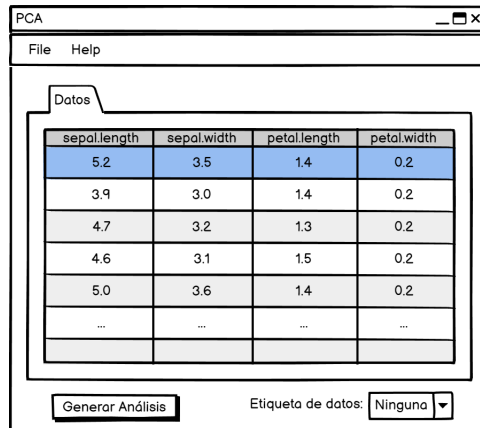 PCA
File Help
Datos
sepal.length sepal.width petal.length petal.width
5.2 3.5 1.4 0.2
3.9 3.0 1.4 0.2
4.7 3.2 1.3 0.2
4.6 3.1 1.5 0.2
5.0 3.6 1.4 0.2
... ... ... ...
Generar Análisis Etiqueta de datos: Ninguna